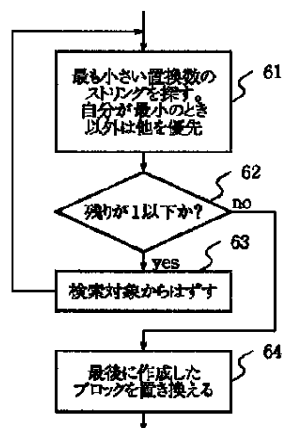 最も小さい置換数の
ストリングを探す。
自分が最小のとき
以外は他を優先
61
62
残りが1以下か?
no
yes
63
検索対象からはずす
64
最後に作成した
ブロックを置き換える